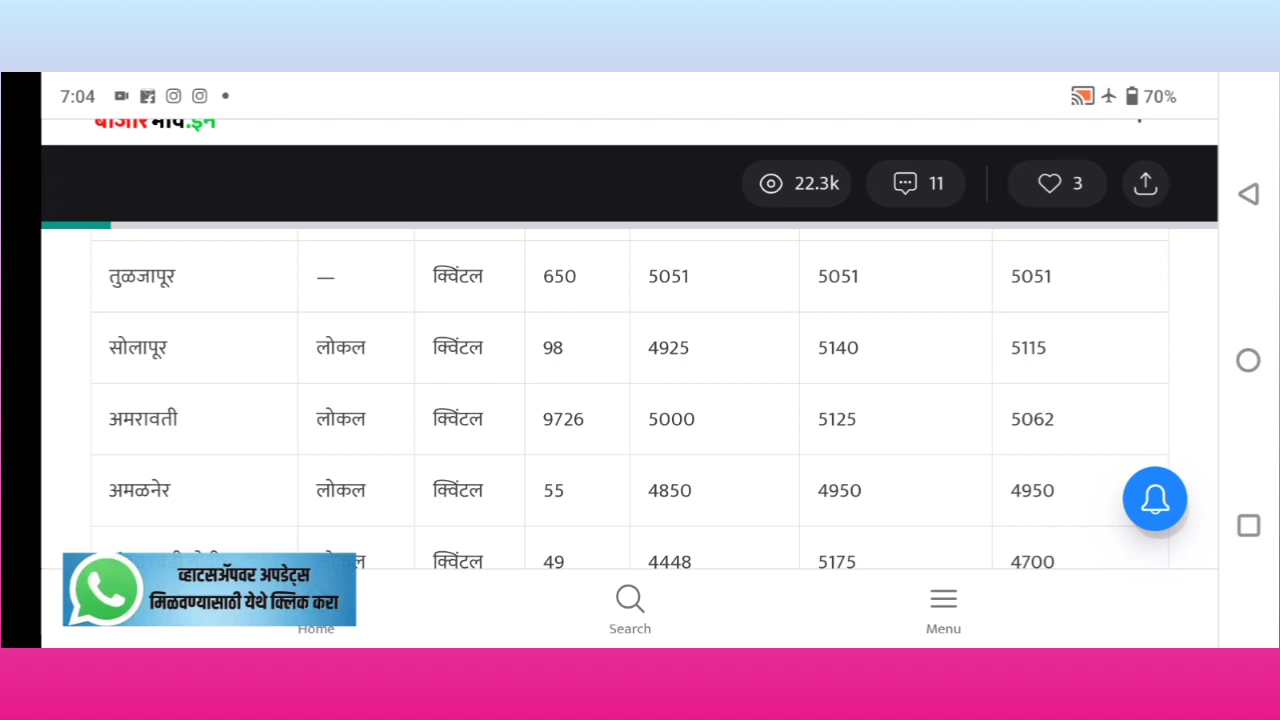 7:04 70%
बाजार भाव.इन
22.3k 11 3
तुळजापूर — क्विंटल 650 5051 5051 5051
सोलापूर लोकल क्विंटल 98 4925 5140 5115
अमरावती लोकल क्विंटल 9726 5000 5125 5062
अमळनेर लोकल क्विंटल 55 4850 4950 4950
क्विंटल 49 4448 5175 4700
व्हाटसॲपवर अपडेट्स
मिळवण्यासाठी येथे क्लिक करा
Home Search Menu